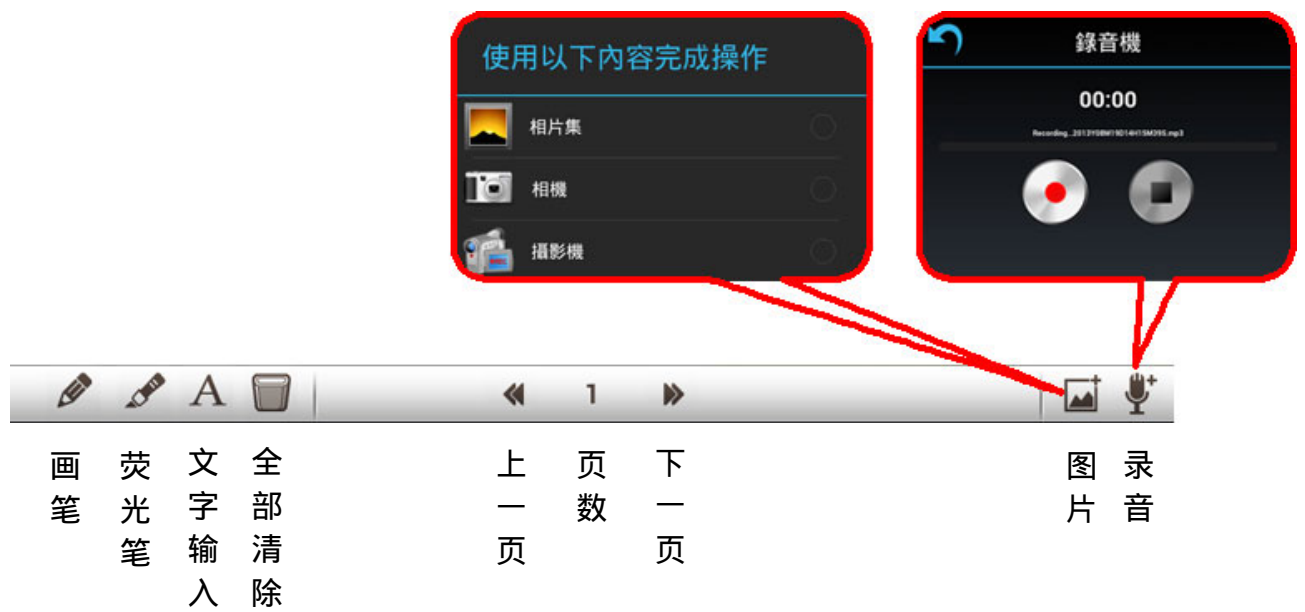 使用以下內容完成操作
相片集
相機
攝影機
錄音機
00:00
1
画笔
荧光笔
文字输入
全部清除
上一页
页数
下一页
图片
录音